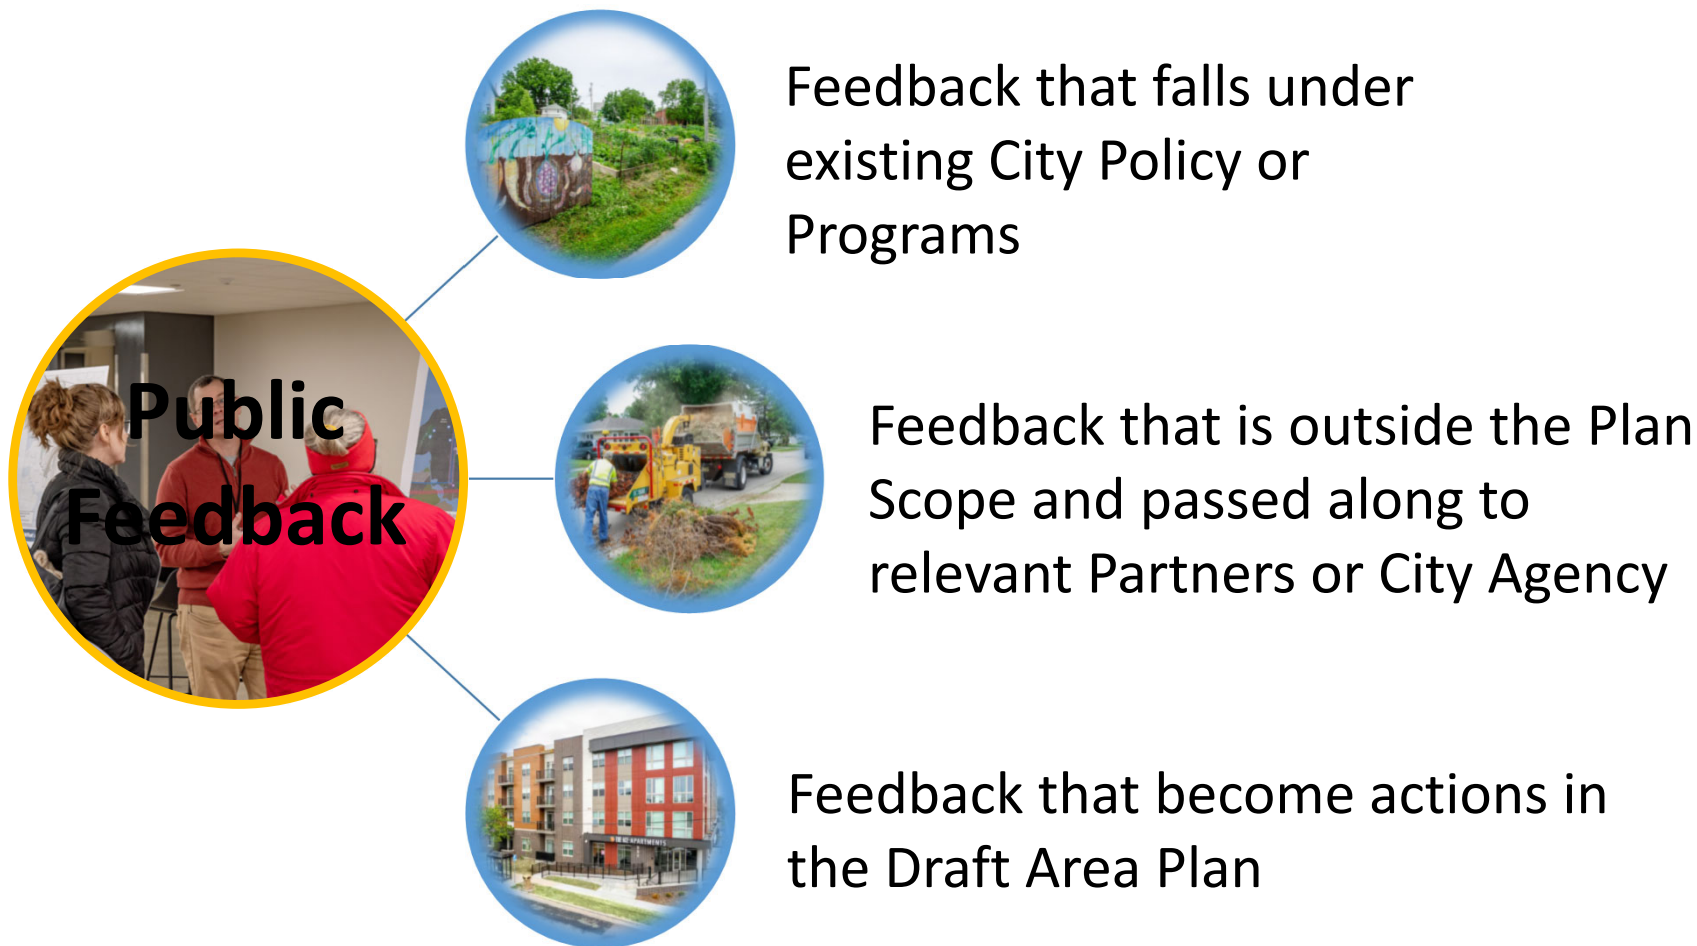 Public
Feedback
Feedback that falls under
existing City Policy or
Programs
Feedback that is outside the Plan
Scope and passed along to
relevant Partners or City Agency
Feedback that become actions in
the Draft Area Plan
APARTMENTS